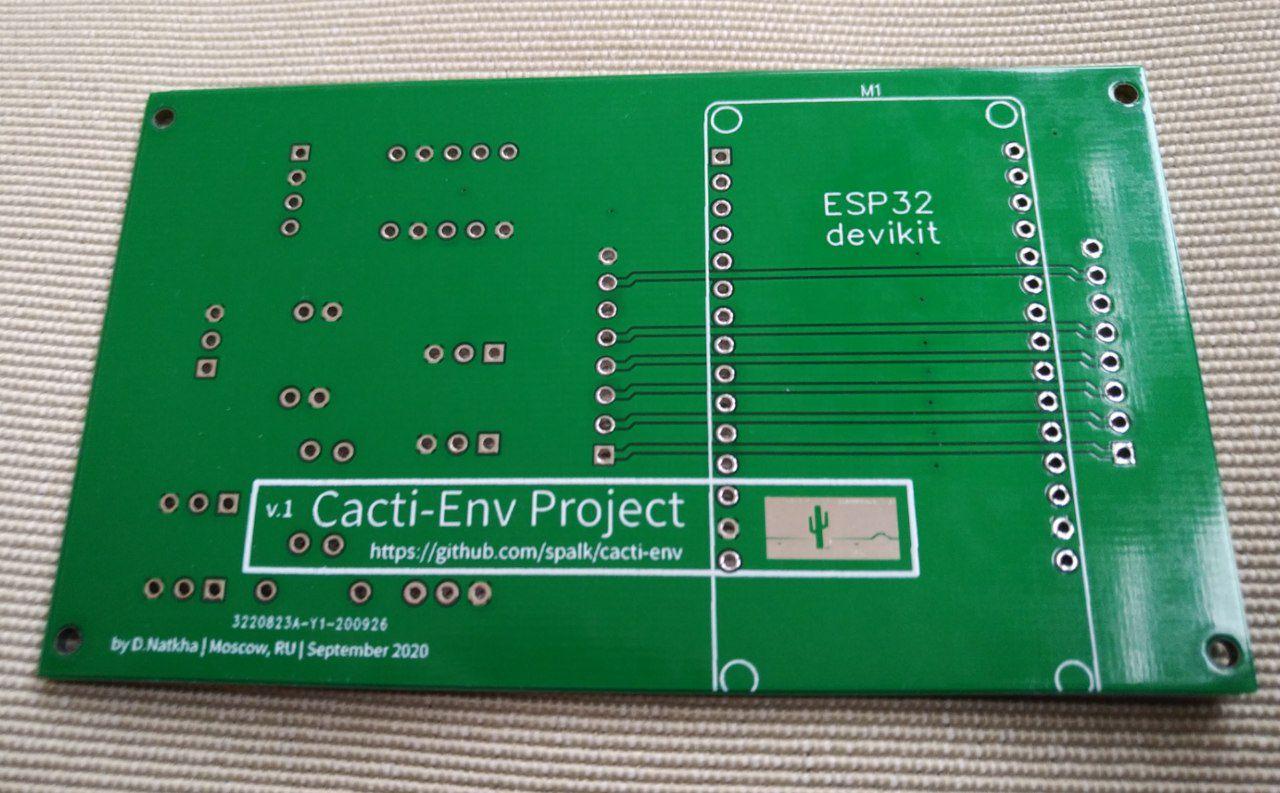 M1
ESP32
devikit
v.1 Cacti-Env Project
https://github.com/spalk/cacti-env
3220823A-Y1-200926
by D.Natkha | Moscow, RU | September 2020